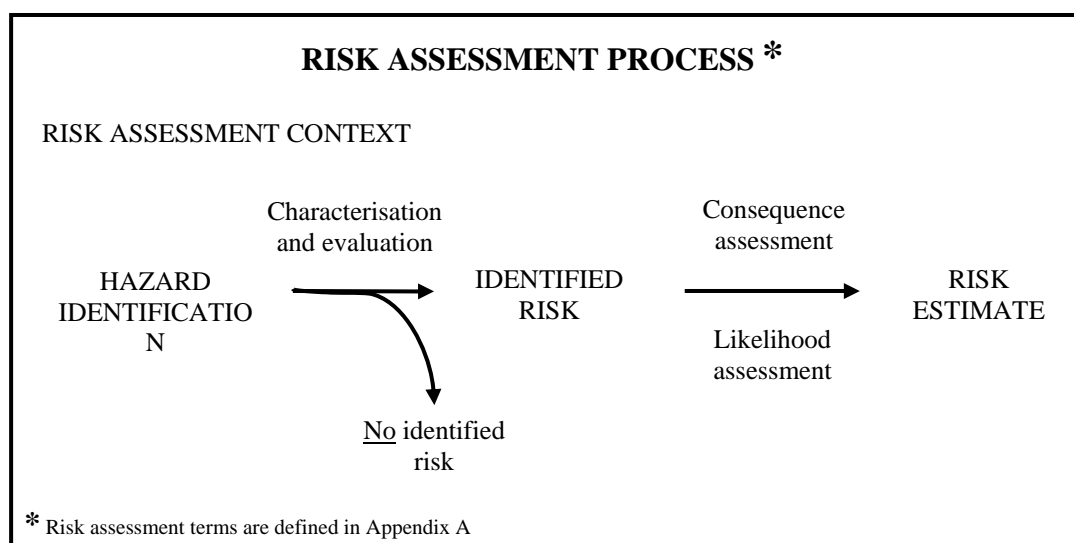 RISK ASSESSMENT PROCESS *
RISK ASSESSMENT CONTEXT
Characterisation
and evaluation
Consequence
assessment
HAZARD
IDENTIFICATIO
N
IDENTIFIED
RISK
RISK
ESTIMATE
Likelihood
assessment
No identified
risk
* Risk assessment terms are defined in Appendix A